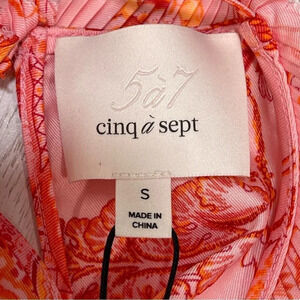 5à7
cinq à sept
S
MADE IN
CHINA